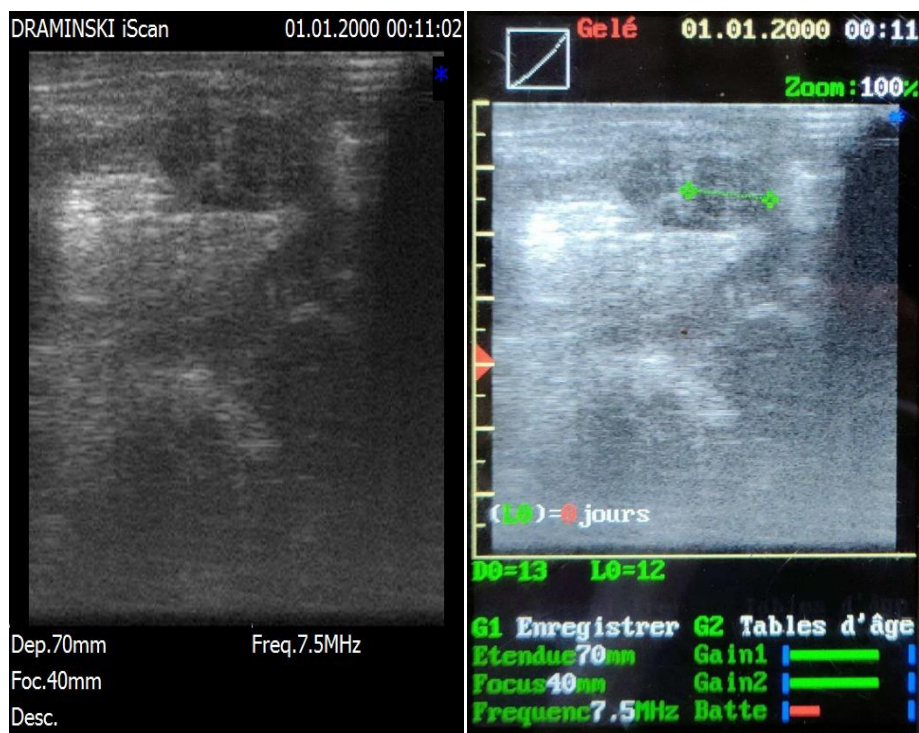 DRAMINSKI iScan 01.01.2000 00:11:02
*
Dep.70mm Freq.7.5MHz
Foc.40mm
Desc.
Gelé 01.01.2000 00:11
Zoom:100%
*
(L0)=0jours
D0=13 L0=12
G1 Enregistrer G2 Tables d'âge
Etendue70mm Gain1
Focus40mm Gain2
Frequenc7.5MHz Batte